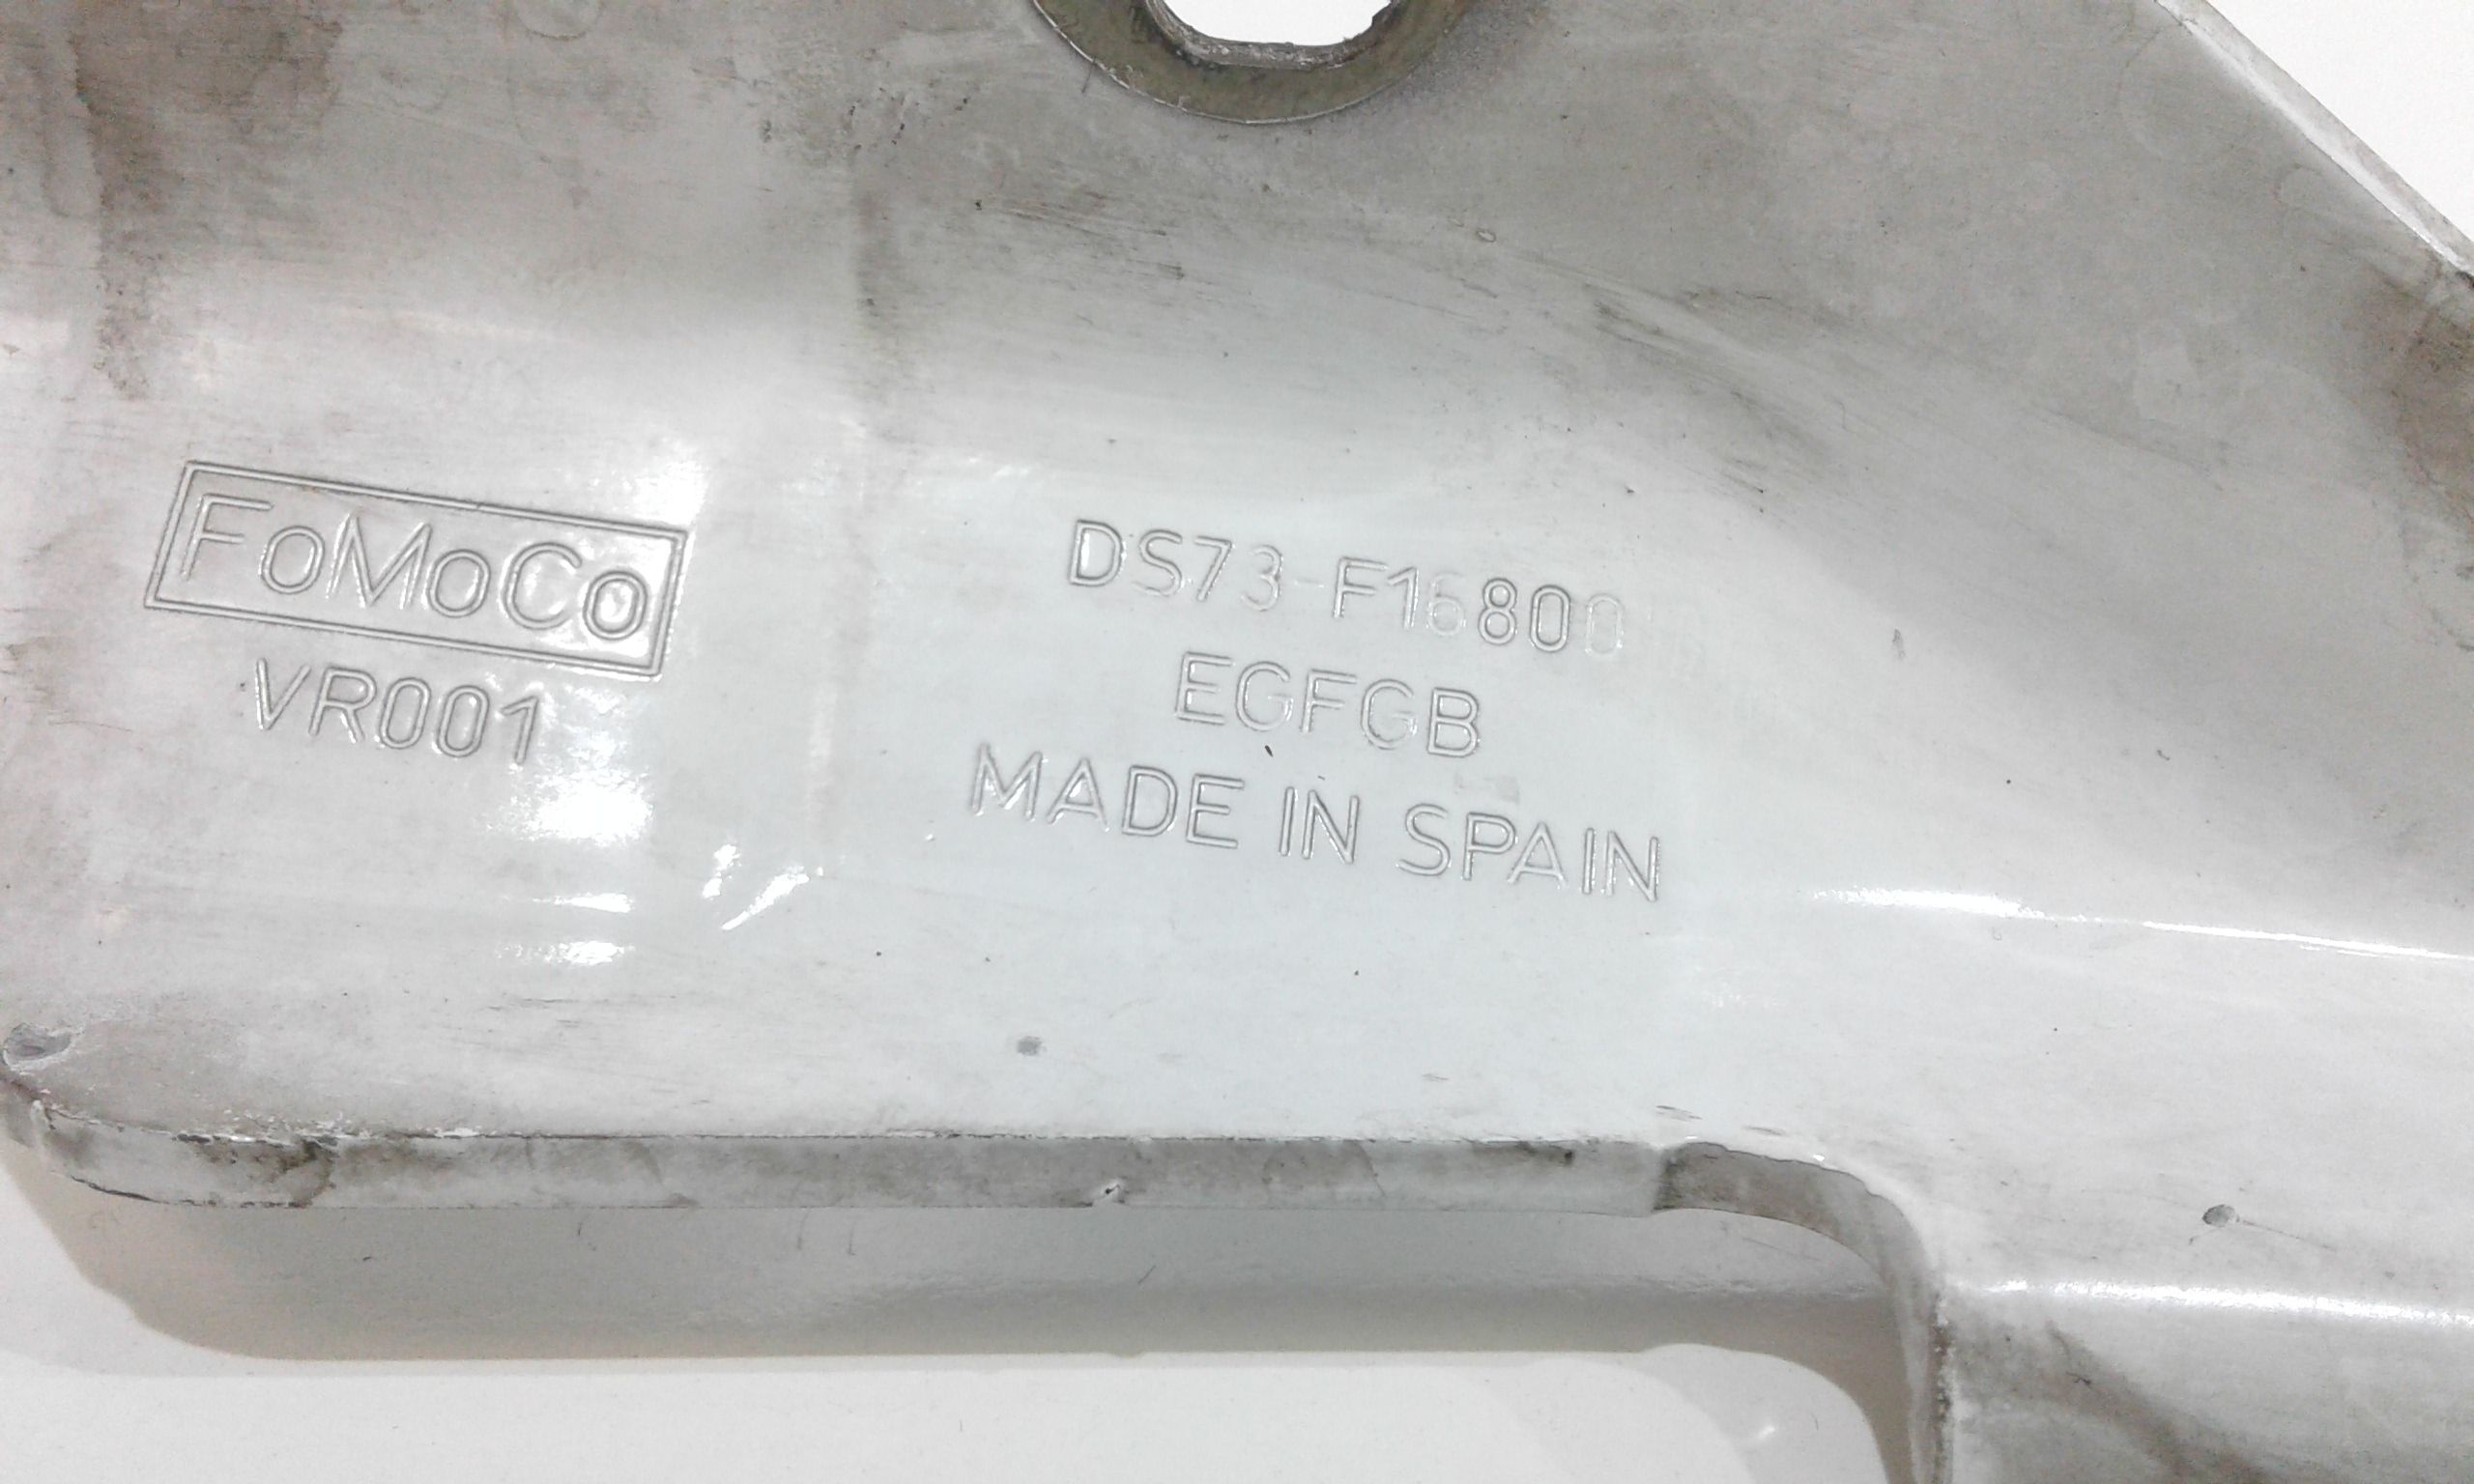 FoMoCo
VR001
DS73-F16800
EGFGB
MADE IN SPAIN